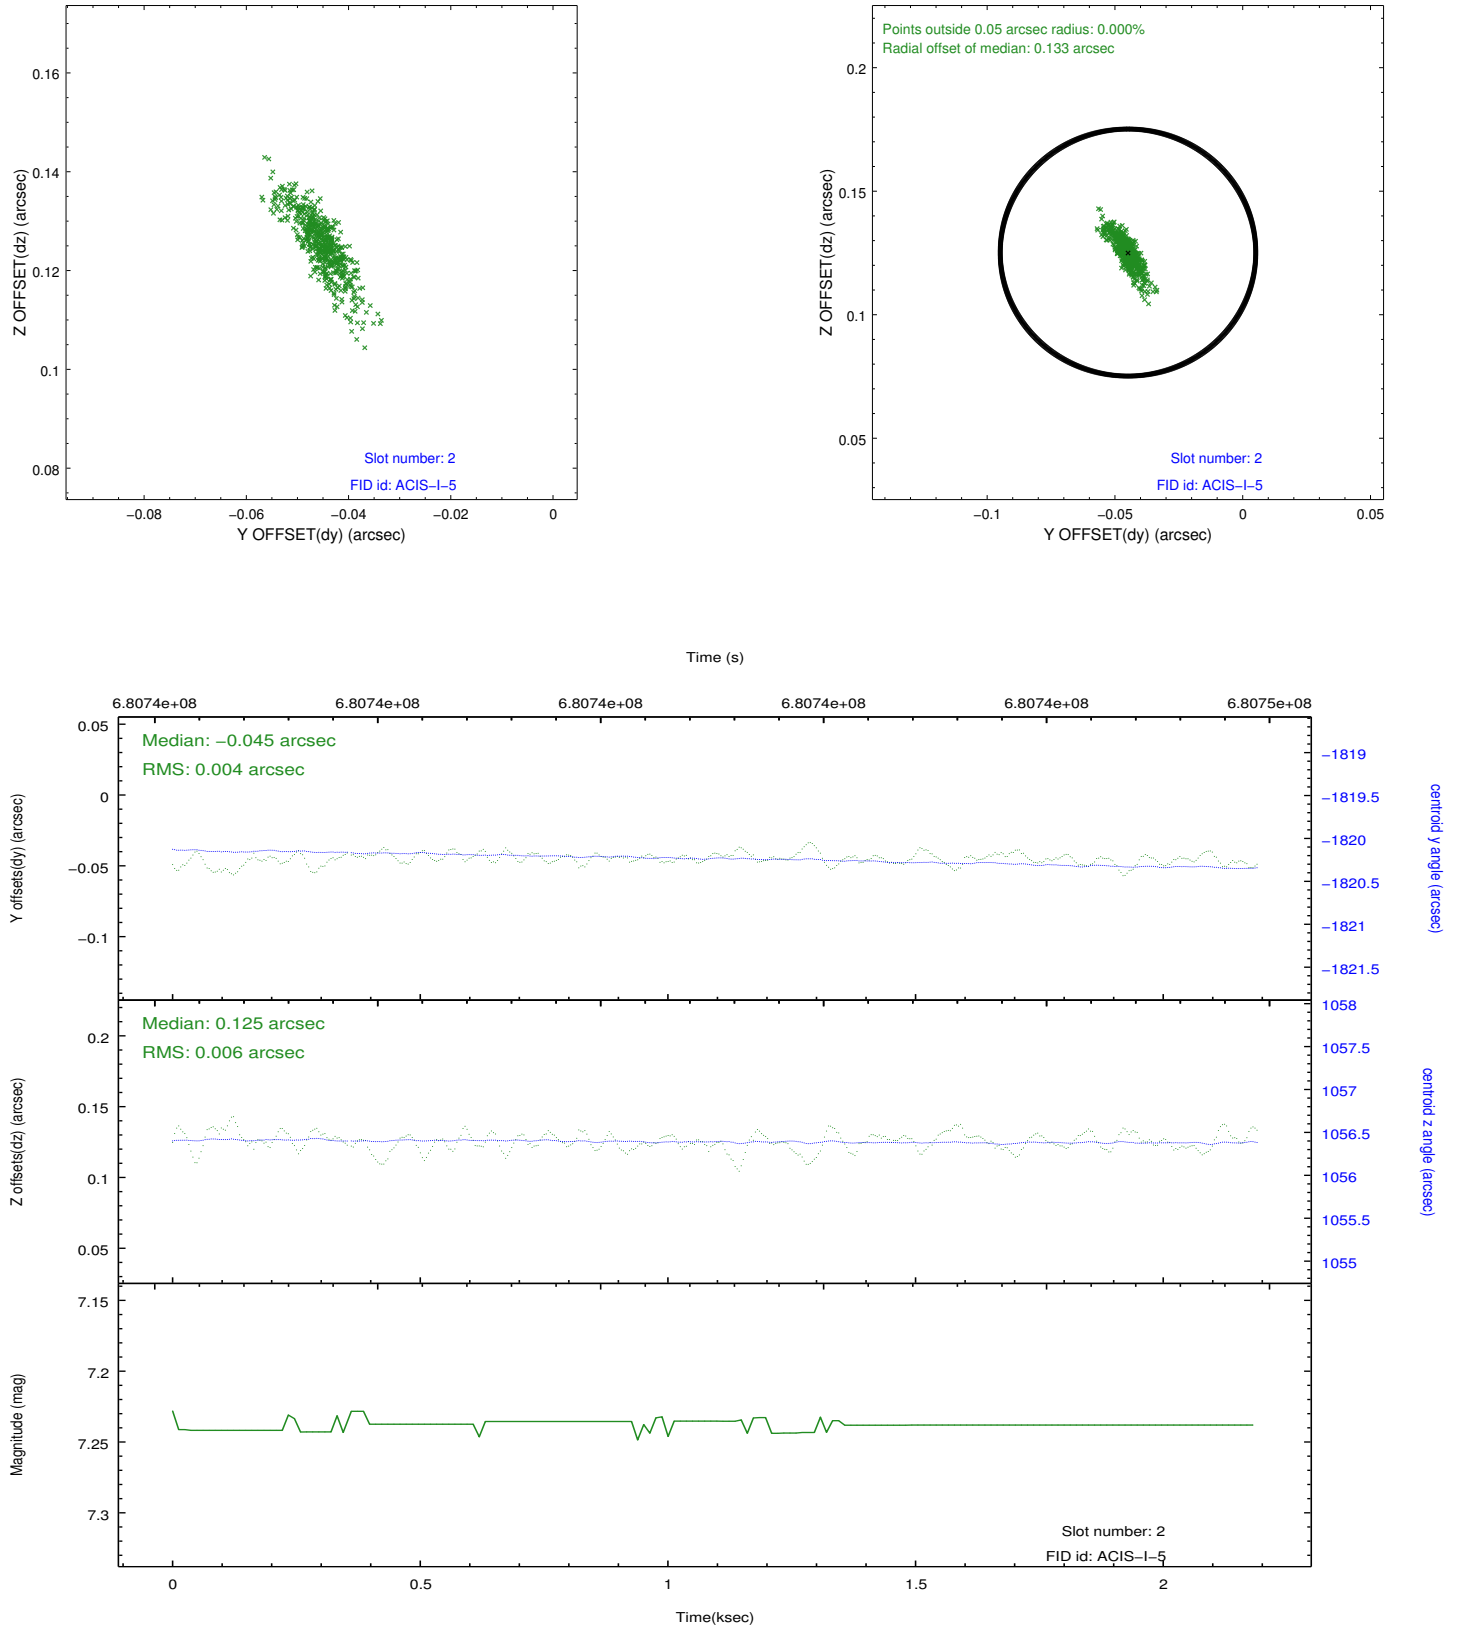 0.16
0.14
0.12
0.1
0.08
Z OFFSET(dz) (arcsec)
Slot number: 2
FID id: ACIS−I−5
−0.08 −0.06 −0.04 −0.02 0
Y OFFSET(dy) (arcsec)
Points outside 0.05 arcsec radius: 0.000%
Radial offset of median: 0.133 arcsec
0.2
0.15
0.1
0.05
Z OFFSET(dz) (arcsec)
Slot number: 2
FID id: ACIS−I−5
−0.1 −0.05 0 0.05
Y OFFSET(dy) (arcsec)
Time (s)
6.8074e+08 6.8074e+08 6.8074e+08 6.8074e+08 6.8074e+08 6.8075e+08
Median: −0.045 arcsec
RMS: 0.004 arcsec
0.05
0
−0.05
−0.1
Y offsets(dy) (arcsec)
−1819
−1819.5
−1820
−1820.5
−1821
−1821.5
centroid y angle (arcsec)
Median: 0.125 arcsec
RMS: 0.006 arcsec
0.2
0.15
0.1
0.05
Z offsets(dz) (arcsec)
1058
1057.5
1057
1056.5
1056
1055.5
1055
centroid z angle (arcsec)
7.15
7.2
7.25
7.3
Magnitude (mag)
Slot number: 2
FID id: ACIS−I−5
0 0.5 1 1.5 2
Time(ksec)